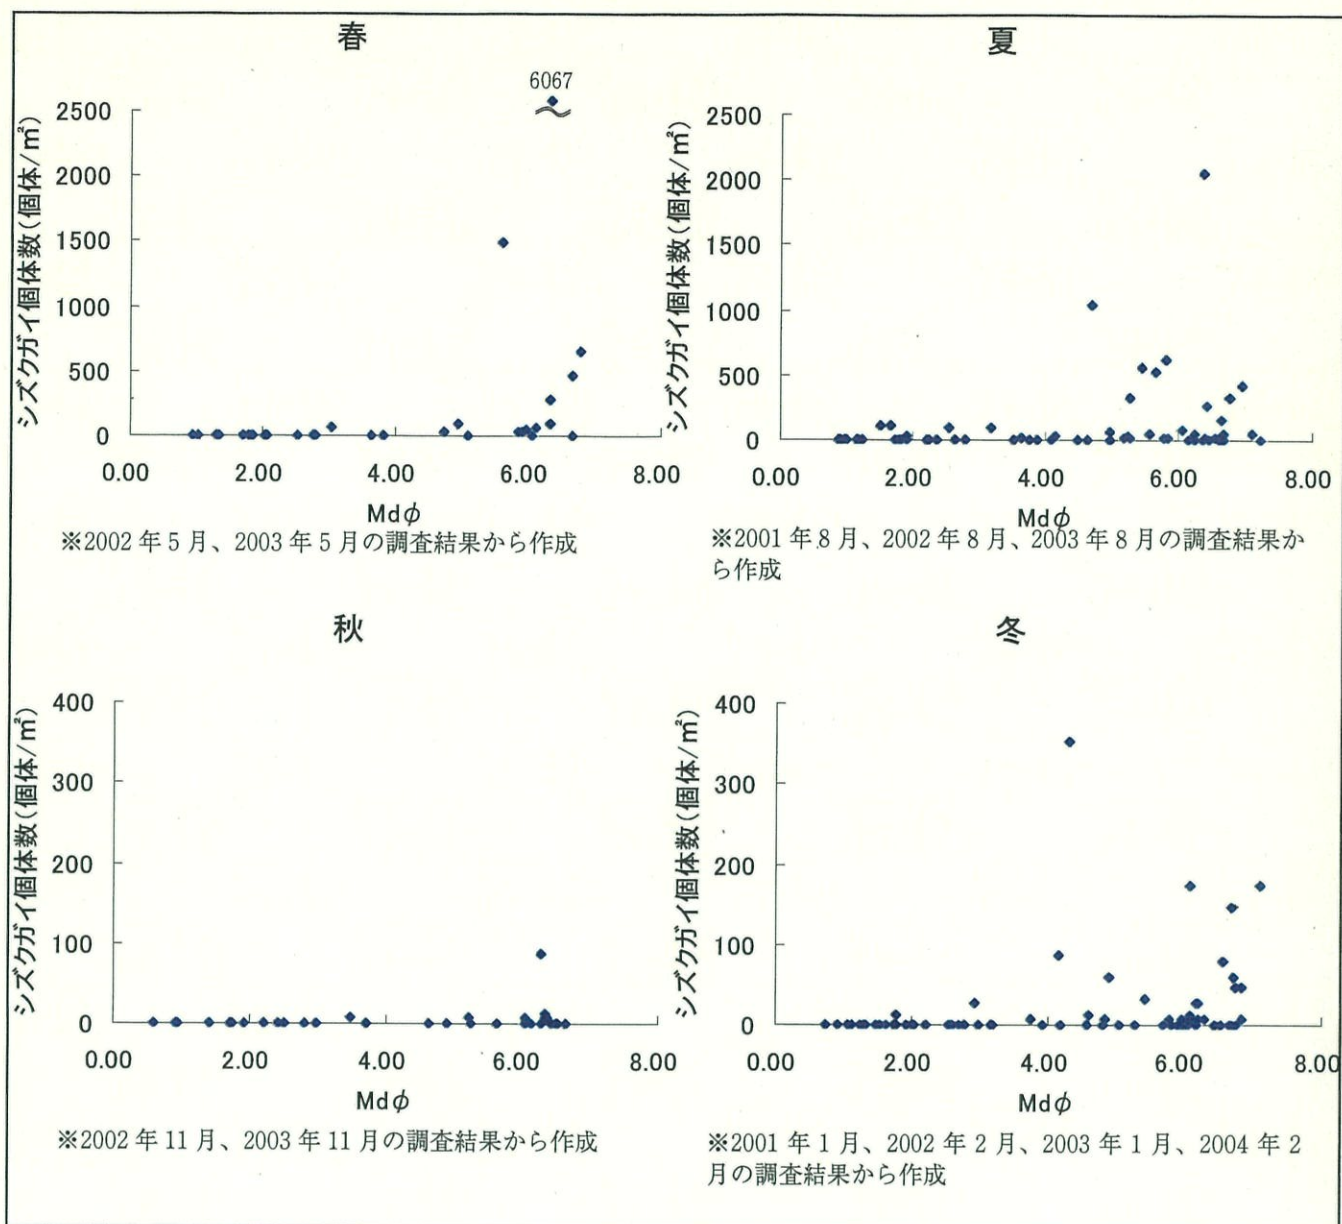 春
6067
シズクガイ個体数(個体/㎡)
2500
2000
1500
1000
500
0
0.00 2.00 4.00 6.00 8.00
Mdφ
※2002年5月、2003年5月の調査結果から作成
夏
シズクガイ個体数(個体/㎡)
2500
2000
1500
1000
500
0
0.00 2.00 4.00 6.00 8.00
Mdφ
※2001年8月、2002年8月、2003年8月の調査結果か
ら作成
秋
シズクガイ個体数(個体/㎡)
400
300
200
100
0
0.00 2.00 4.00 6.00 8.00
Mdφ
※2002年11月、2003年11月の調査結果から作成
冬
シズクガイ個体数(個体/㎡)
400
300
200
100
0
0.00 2.00 4.00 6.00 8.00
Mdφ
※2001年1月、2002年2月、2003年1月、2004年2
月の調査結果から作成